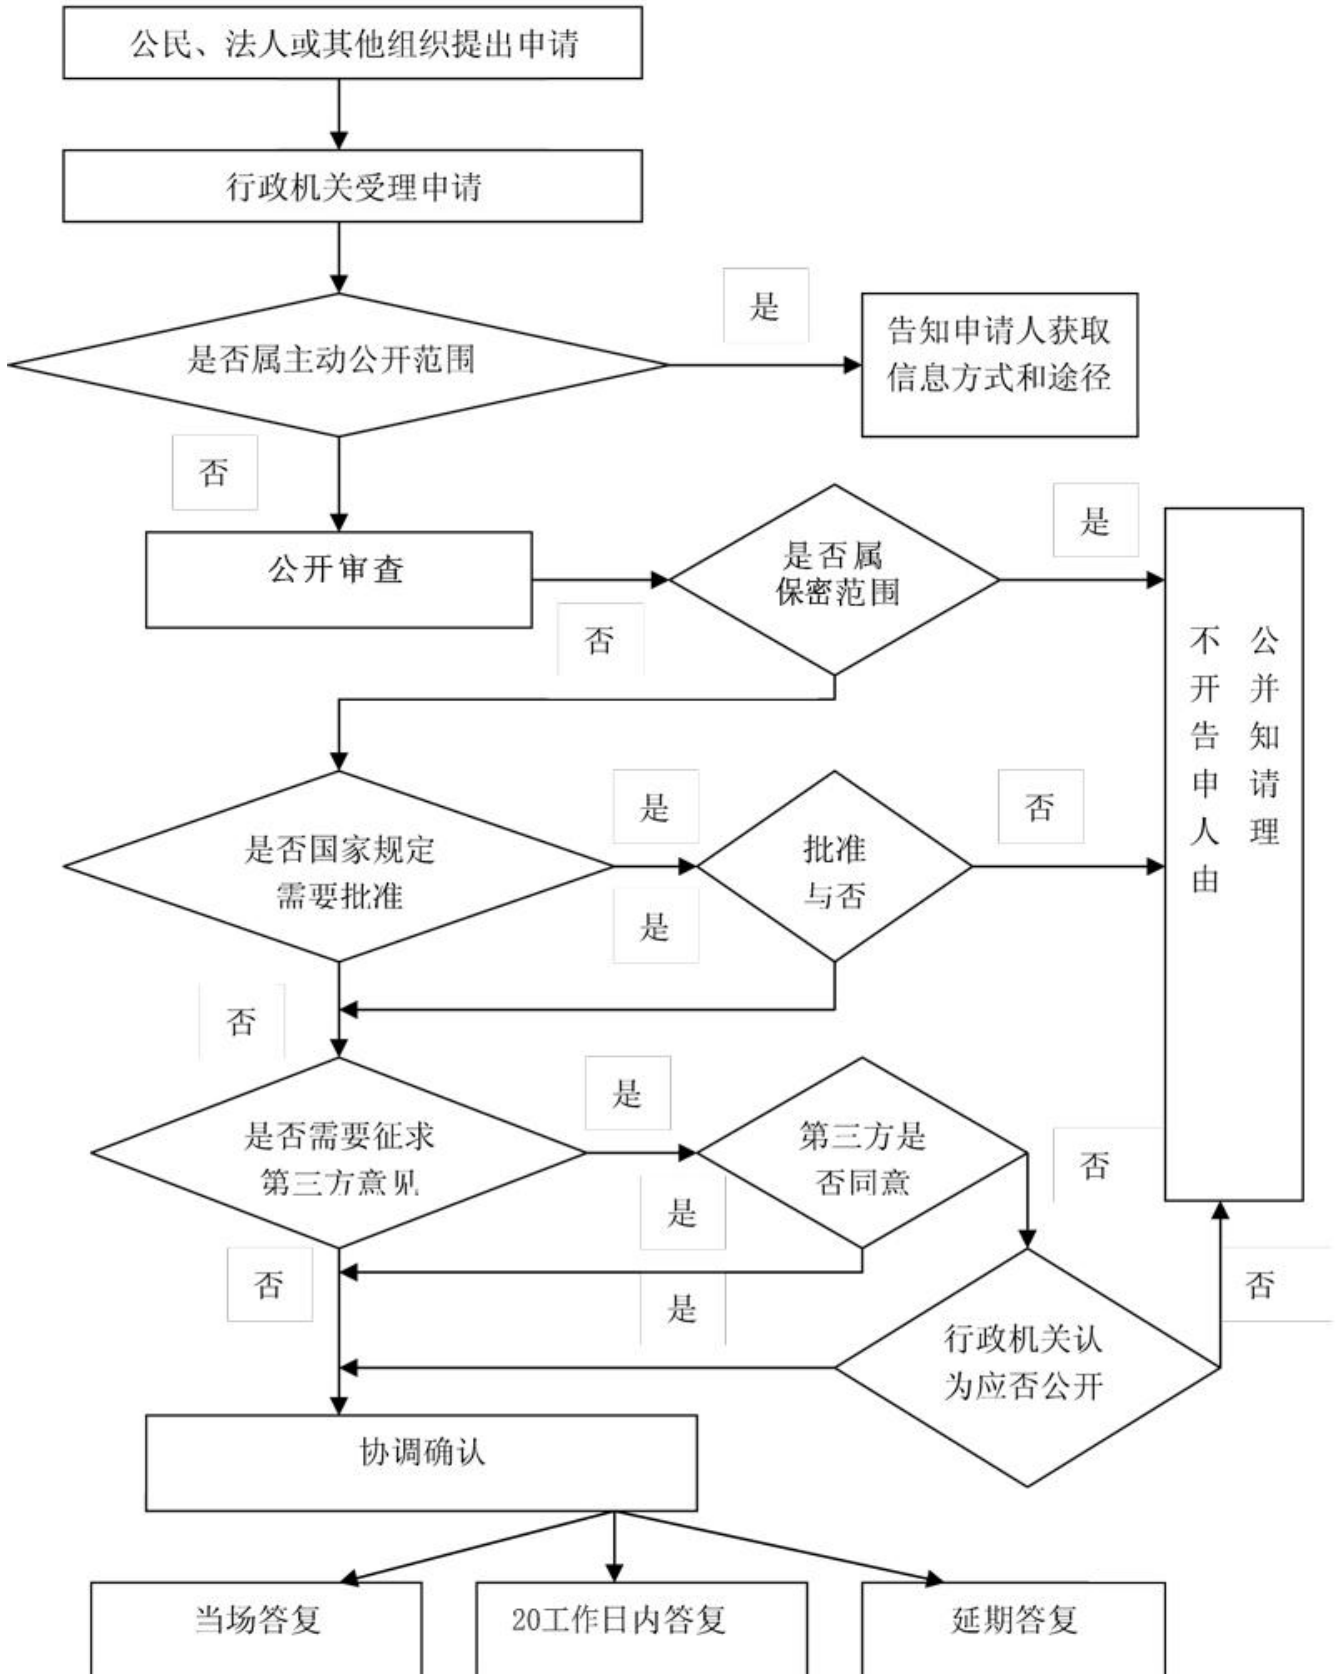 公民、法人或其他组织提出申请
行政机关受理申请
是
是否属主动公开范围
告知申请人获取
信息方式和途径
否
公开审查
是否属
保密范围
是
否
不公
开并
告知
申请
人理
由
是否国家规定
需要批准
是
批准
与否
否
是
否
是否需要征求
第三方意见
是
第三方是
否同意
否
是
否
是
行政机关认
为应否公开
否
协调确认
当场答复
20工作日内答复
延期答复